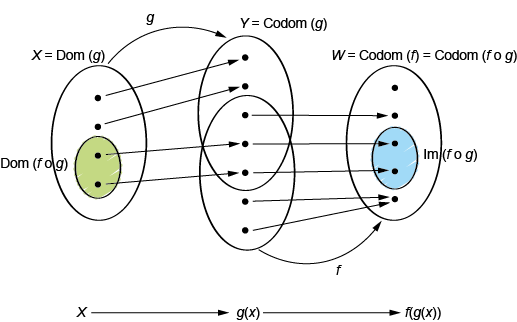 g
Y = Codom (g)
X = Dom (g)
W = Codom (f) = Codom (f o g)
Dom (f o g)
Im (f o g)
f
X g(x) f(g(x))